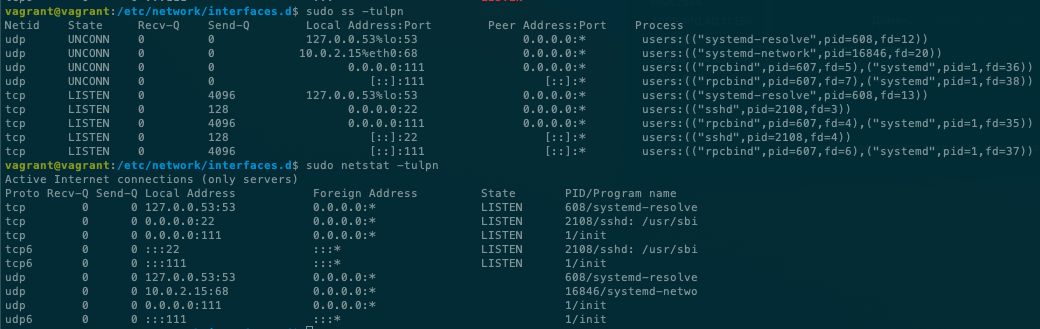 vagrant@vagrant:/etc/network/interfaces.d$ sudo ss -tulpn
Netid State Recv-Q Send-Q Local Address:Port Peer Address:Port Process
udp UNCONN 0 0 127.0.0.53%lo:53 0.0.0.0:* users:(("systemd-resolve",pid=608,fd=12))
udp UNCONN 0 0 10.0.2.15%eth0:68 0.0.0.0:* users:(("systemd-network",pid=16846,fd=20))
udp UNCONN 0 0 0.0.0.0:111 0.0.0.0:* users:(("rpcbind",pid=607,fd=5),("systemd",pid=1,fd=36))
udp UNCONN 0 0 [::]:111 [::]:* users:(("rpcbind",pid=607,fd=7),("systemd",pid=1,fd=38))
tcp LISTEN 0 4096 127.0.0.53%lo:53 0.0.0.0:* users:(("systemd-resolve",pid=608,fd=13))
tcp LISTEN 0 128 0.0.0.0:22 0.0.0.0:* users:(("sshd",pid=2108,fd=3))
tcp LISTEN 0 4096 0.0.0.0:111 0.0.0.0:* users:(("rpcbind",pid=607,fd=4),("systemd",pid=1,fd=35))
tcp LISTEN 0 128 [::]:22 [::]:* users:(("sshd",pid=2108,fd=4))
tcp LISTEN 0 4096 [::]:111 [::]:* users:(("rpcbind",pid=607,fd=6),("systemd",pid=1,fd=37))
vagrant@vagrant:/etc/network/interfaces.d$ sudo netstat -tulpn
Active Internet connections (only servers)
Proto Recv-Q Send-Q Local Address Foreign Address State PID/Program name
tcp 0 0 127.0.0.53:53 0.0.0.0:* LISTEN 608/systemd-resolve
tcp 0 0 0.0.0.0:22 0.0.0.0:* LISTEN 2108/sshd: /usr/sbi
tcp 0 0 0.0.0.0:111 0.0.0.0:* LISTEN 1/init
tcp6 0 0 :::22 :::* LISTEN 2108/sshd: /usr/sbi
tcp6 0 0 :::111 :::* LISTEN 1/init
udp 0 0 127.0.0.53:53 0.0.0.0:* 608/systemd-resolve
udp 0 0 10.0.2.15:68 0.0.0.0:* 16846/systemd-netwo
udp 0 0 0.0.0.0:111 0.0.0.0:* 1/init
udp6 0 0 :::111 :::* 1/init